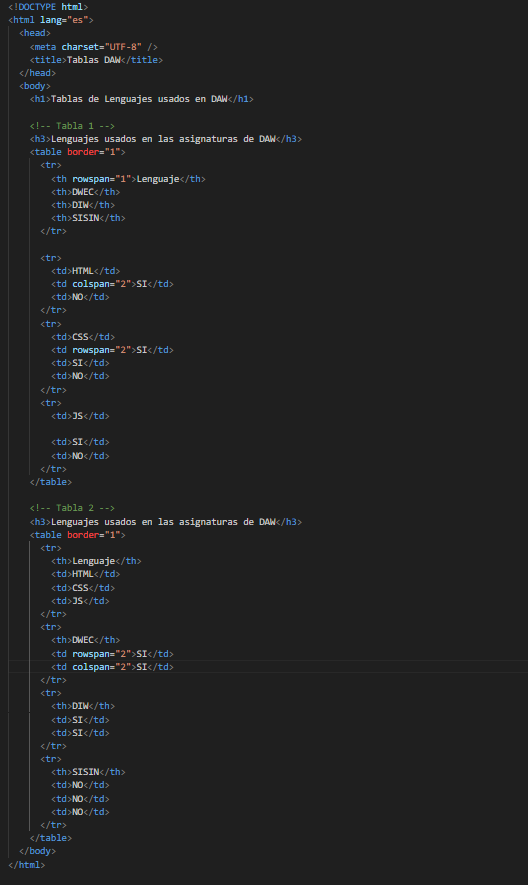 <!DOCTYPE html>
<html lang="es">
<head>
<meta charset="UTF-8" />
<title>Tablas DAW</title>
</head>
<body>
<h1>Tablas de Lenguajes usados en DAW</h1>
<!-- Tabla 1 -->
<h3>Lenguajes usados en las asignaturas de DAW</h3>
<table border="1">
<tr>
<th rowspan="1">Lenguaje</th>
<th>DWEC</th>
<th>DIW</th>
<th>SISIN</th>
</tr>
<tr>
<td>HTML</td>
<td colspan="2">SI</td>
<td>NO</td>
</tr>
<tr>
<td>CSS</td>
<td rowspan="2">SI</td>
<td>SI</td>
<td>NO</td>
</tr>
<tr>
<td>JS</td>
<td>SI</td>
<td>NO</td>
</tr>
</table>
<!-- Tabla 2 -->
<h3>Lenguajes usados en las asignaturas de DAW</h3>
<table border="1">
<tr>
<th>Lenguaje</th>
<td>HTML</td>
<td>CSS</td>
<td>JS</td>
</tr>
<tr>
<th>DWEC</th>
<td rowspan="2">SI</td>
<td colspan="2">SI</td>
</tr>
<tr>
<th>DIW</th>
<td>SI</td>
<td>SI</td>
</tr>
<tr>
<th>SISIN</th>
<td>NO</td>
<td>NO</td>
<td>NO</td>
</tr>
</table>
</body>
</html>